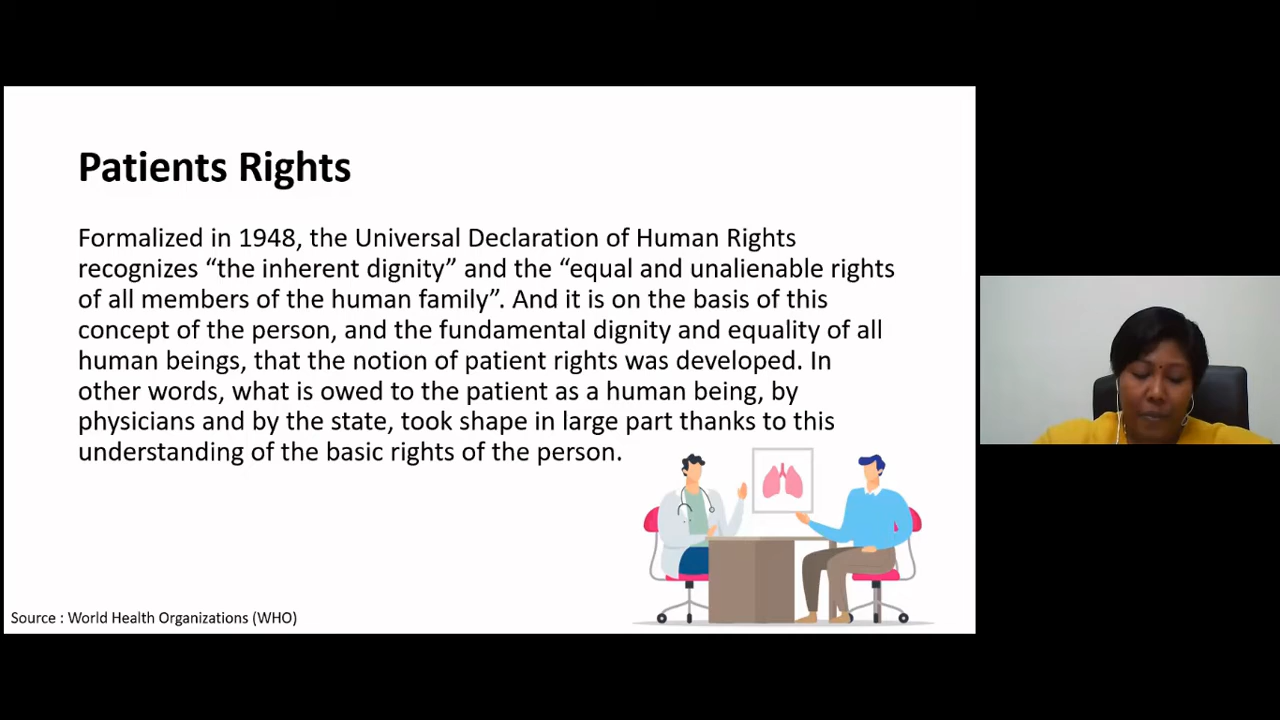 Patients Rights
Formalized in 1948, the Universal Declaration of Human Rights
recognizes “the inherent dignity” and the “equal and unalienable rights
of all members of the human family”. And it is on the basis of this
concept of the person, and the fundamental dignity and equality of all
human beings, that the notion of patient rights was developed. In
other words, what is owed to the patient as a human being, by
physicians and by the state, took shape in large part thanks to this
understanding of the basic rights of the person.
Source : World Health Organizations (WHO)